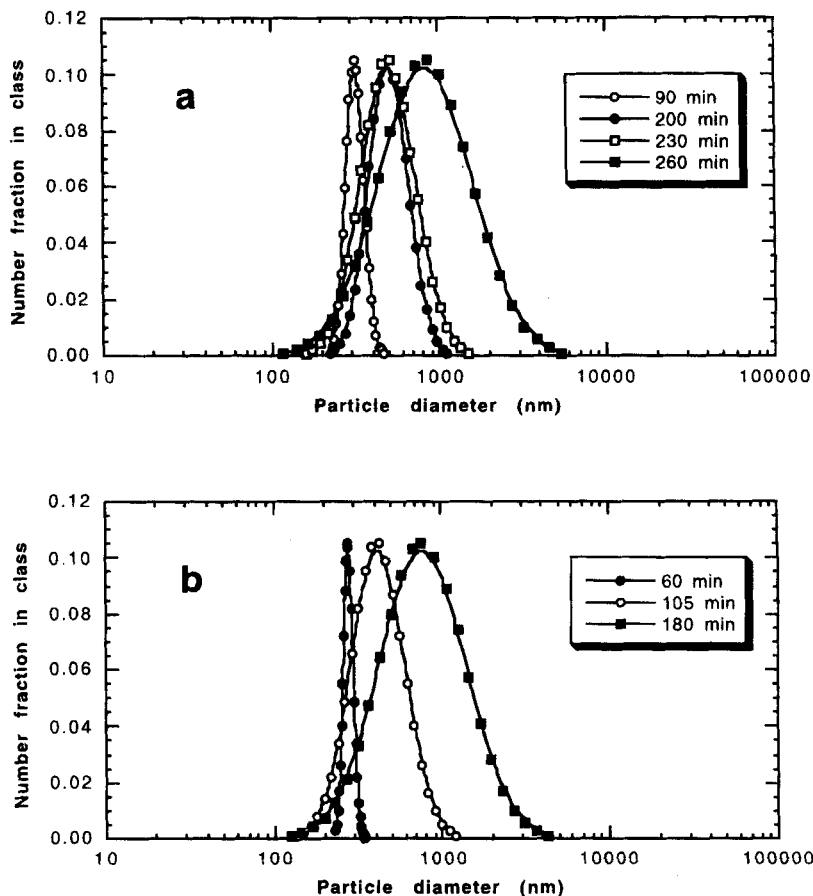 0.12
0.10
0.08
0.06
0.04
0.02
0.00
Number fraction in class
a
90 min
200 min
230 min
260 min
10 100 1000 10000 100000
Particle diameter (nm)
0.12
0.10
0.08
0.06
0.04
0.02
0.00
Number fraction in class
b
60 min
105 min
180 min
10 100 1000 10000 100000
Particle diameter (nm)